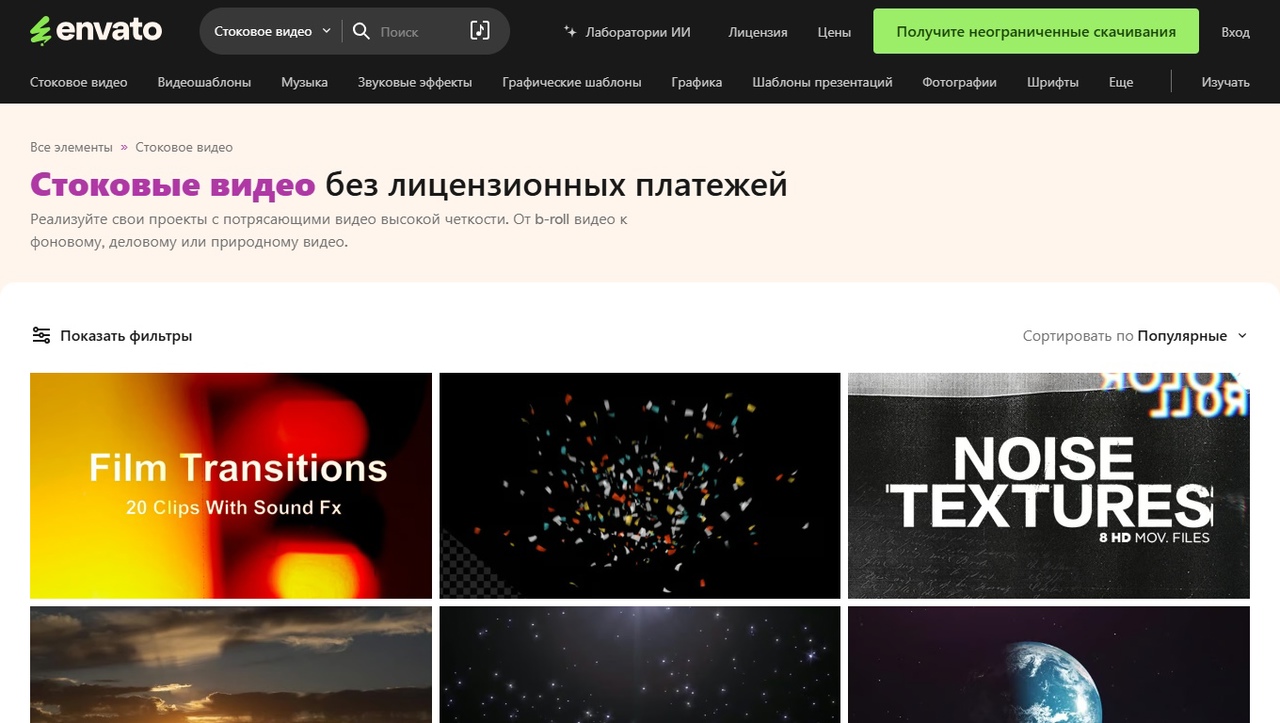 envato
Стоковое видео
Поиск
Лаборатории ИИ
Лицензия
Цены
Получите неограниченные скачивания
Вход
Стоковое видео
Видеошаблоны
Музыка
Звуковые эффекты
Графические шаблоны
Графика
Шаблоны презентаций
Фотографии
Шрифты
Еще
Изучать
Все элементы » Стоковое видео
Стоковые видео без лицензионных платежей
Реализуйте свои проекты с потрясающими видео высокой четкости. От b-roll видео к
фоновому, деловому или природному видео.
Показать фильтры
Сортировать по Популярные
Film Transitions
20 Clips With Sound Fx
NOISE
TEXTURES
8 HD MOV. FILES